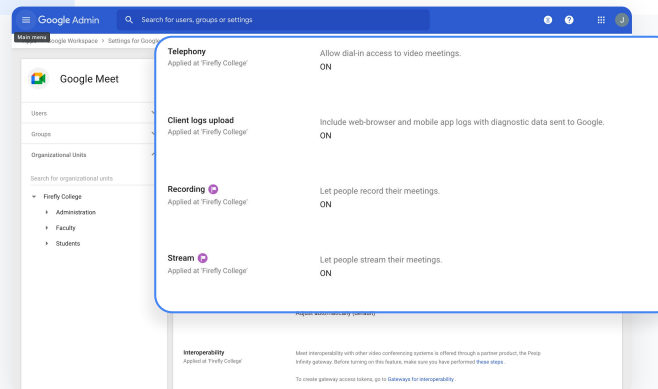 Google Admin
Search for users, groups or settings
J
Main menu
Google Workspace > Settings for Google
Google Meet
Users
Groups
Organizational Units
Search for organizational units
Firefly College
Administration
Faculty
Students
Telephony
Applied at 'Firefly College'
Allow dial-in access to video meetings.
ON
Client logs upload
Applied at 'Firefly College'
Include web-browser and mobile app logs with diagnostic data sent to Google.
ON
Recording
Applied at 'Firefly College'
Let people record their meetings.
ON
Stream
Applied at 'Firefly College'
Let people stream their meetings.
ON
Adjust automatically (default)
Interoperability
Applied at 'Firefly College'
Meet interoperability with other video conferencing systems is offered through a partner product, the Pexip
Infinity gateway. Before turning on this feature, make sure you have performed these steps.
To create gateway access tokens, go to Gateways for interoperability.